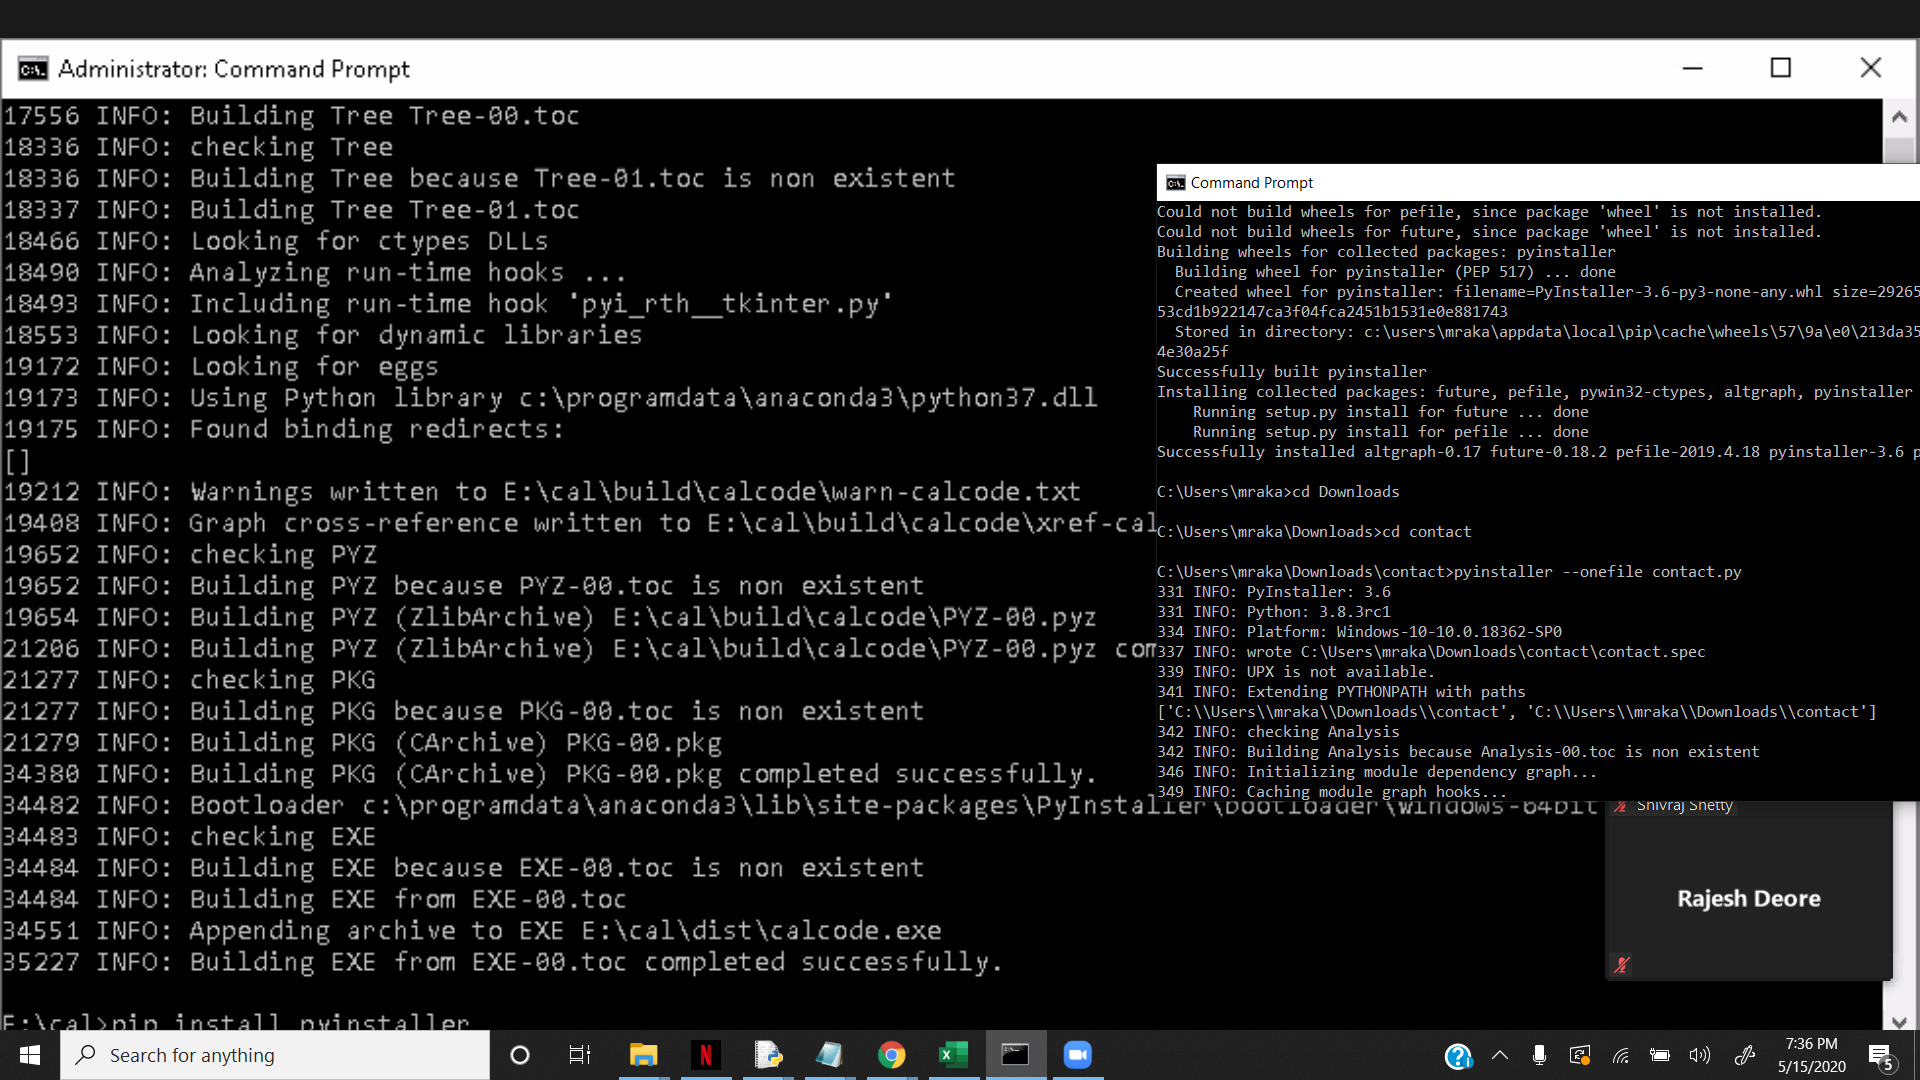 Administrator: Command Prompt
17556 INFO: Building Tree Tree-00.toc
18336 INFO: checking Tree
18336 INFO: Building Tree because Tree-01.toc is non existent
18337 INFO: Building Tree Tree-01.toc
18466 INFO: Looking for ctypes DLLs
18490 INFO: Analyzing run-time hooks ...
18493 INFO: Including run-time hook 'pyi_rth__tkinter.py'
18553 INFO: Looking for dynamic libraries
19172 INFO: Looking for eggs
19173 INFO: Using Python library c:\programdata\anaconda3\python37.dll
19175 INFO: Found binding redirects:
[]
19212 INFO: Warnings written to E:\cal\build\calcode\warn-calcode.txt
19408 INFO: Graph cross-reference written to E:\cal\build\calcode\xref-cal
19652 INFO: checking PYZ
19652 INFO: Building PYZ because PYZ-00.toc is non existent
19654 INFO: Building PYZ (ZlibArchive) E:\cal\build\calcode\PYZ-00.pyz
21206 INFO: Building PYZ (ZlibArchive) E:\cal\build\calcode\PYZ-00.pyz com
21277 INFO: checking PKG
21277 INFO: Building PKG because PKG-00.toc is non existent
21279 INFO: Building PKG (CArchive) PKG-00.pkg
34380 INFO: Building PKG (CArchive) PKG-00.pkg completed successfully.
34482 INFO: Bootloader c:\programdata\anaconda3\lib\site-packages\PyInstaller\bootloader\Windows-64bit
34483 INFO: checking EXE
34484 INFO: Building EXE because EXE-00.toc is non existent
34484 INFO: Building EXE from EXE-00.toc
34551 INFO: Appending archive to EXE E:\cal\dist\calcode.exe
35227 INFO: Building EXE from EXE-00.toc completed successfully.
E:\cal>pip install pyinstaller
Command Prompt
Could not build wheels for pefile, since package 'wheel' is not installed.
Could not build wheels for future, since package 'wheel' is not installed.
Building wheels for collected packages: pyinstaller
Building wheel for pyinstaller (PEP 517) ... done
Created wheel for pyinstaller: filename=PyInstaller-3.6-py3-none-any.whl size=29265
53cd1b922147ca3f04fca2451b1531e0e881743
Stored in directory: c:\users\mraka\appdata\local\pip\cache\wheels\57\9a\e0\213da35
4e30a25f
Successfully built pyinstaller
Installing collected packages: future, pefile, pywin32-ctypes, altgraph, pyinstaller
Running setup.py install for future ... done
Running setup.py install for pefile ... done
Successfully installed altgraph-0.17 future-0.18.2 pefile-2019.4.18 pyinstaller-3.6 p
C:\Users\mraka>cd Downloads
C:\Users\mraka\Downloads>cd contact
C:\Users\mraka\Downloads\contact>pyinstaller --onefile contact.py
331 INFO: PyInstaller: 3.6
331 INFO: Python: 3.8.3rc1
334 INFO: Platform: Windows-10-10.0.18362-SP0
337 INFO: wrote C:\Users\mraka\Downloads\contact\contact.spec
339 INFO: UPX is not available.
341 INFO: Extending PYTHONPATH with paths
['C:\\Users\\mraka\\Downloads\\contact', 'C:\\Users\\mraka\\Downloads\\contact']
342 INFO: checking Analysis
342 INFO: Building Analysis because Analysis-00.toc is non existent
346 INFO: Initializing module dependency graph...
349 INFO: Caching module graph hooks...
Shivraj Shetty
Rajesh Deore
Search for anything
7:36 PM
5/15/2020
5